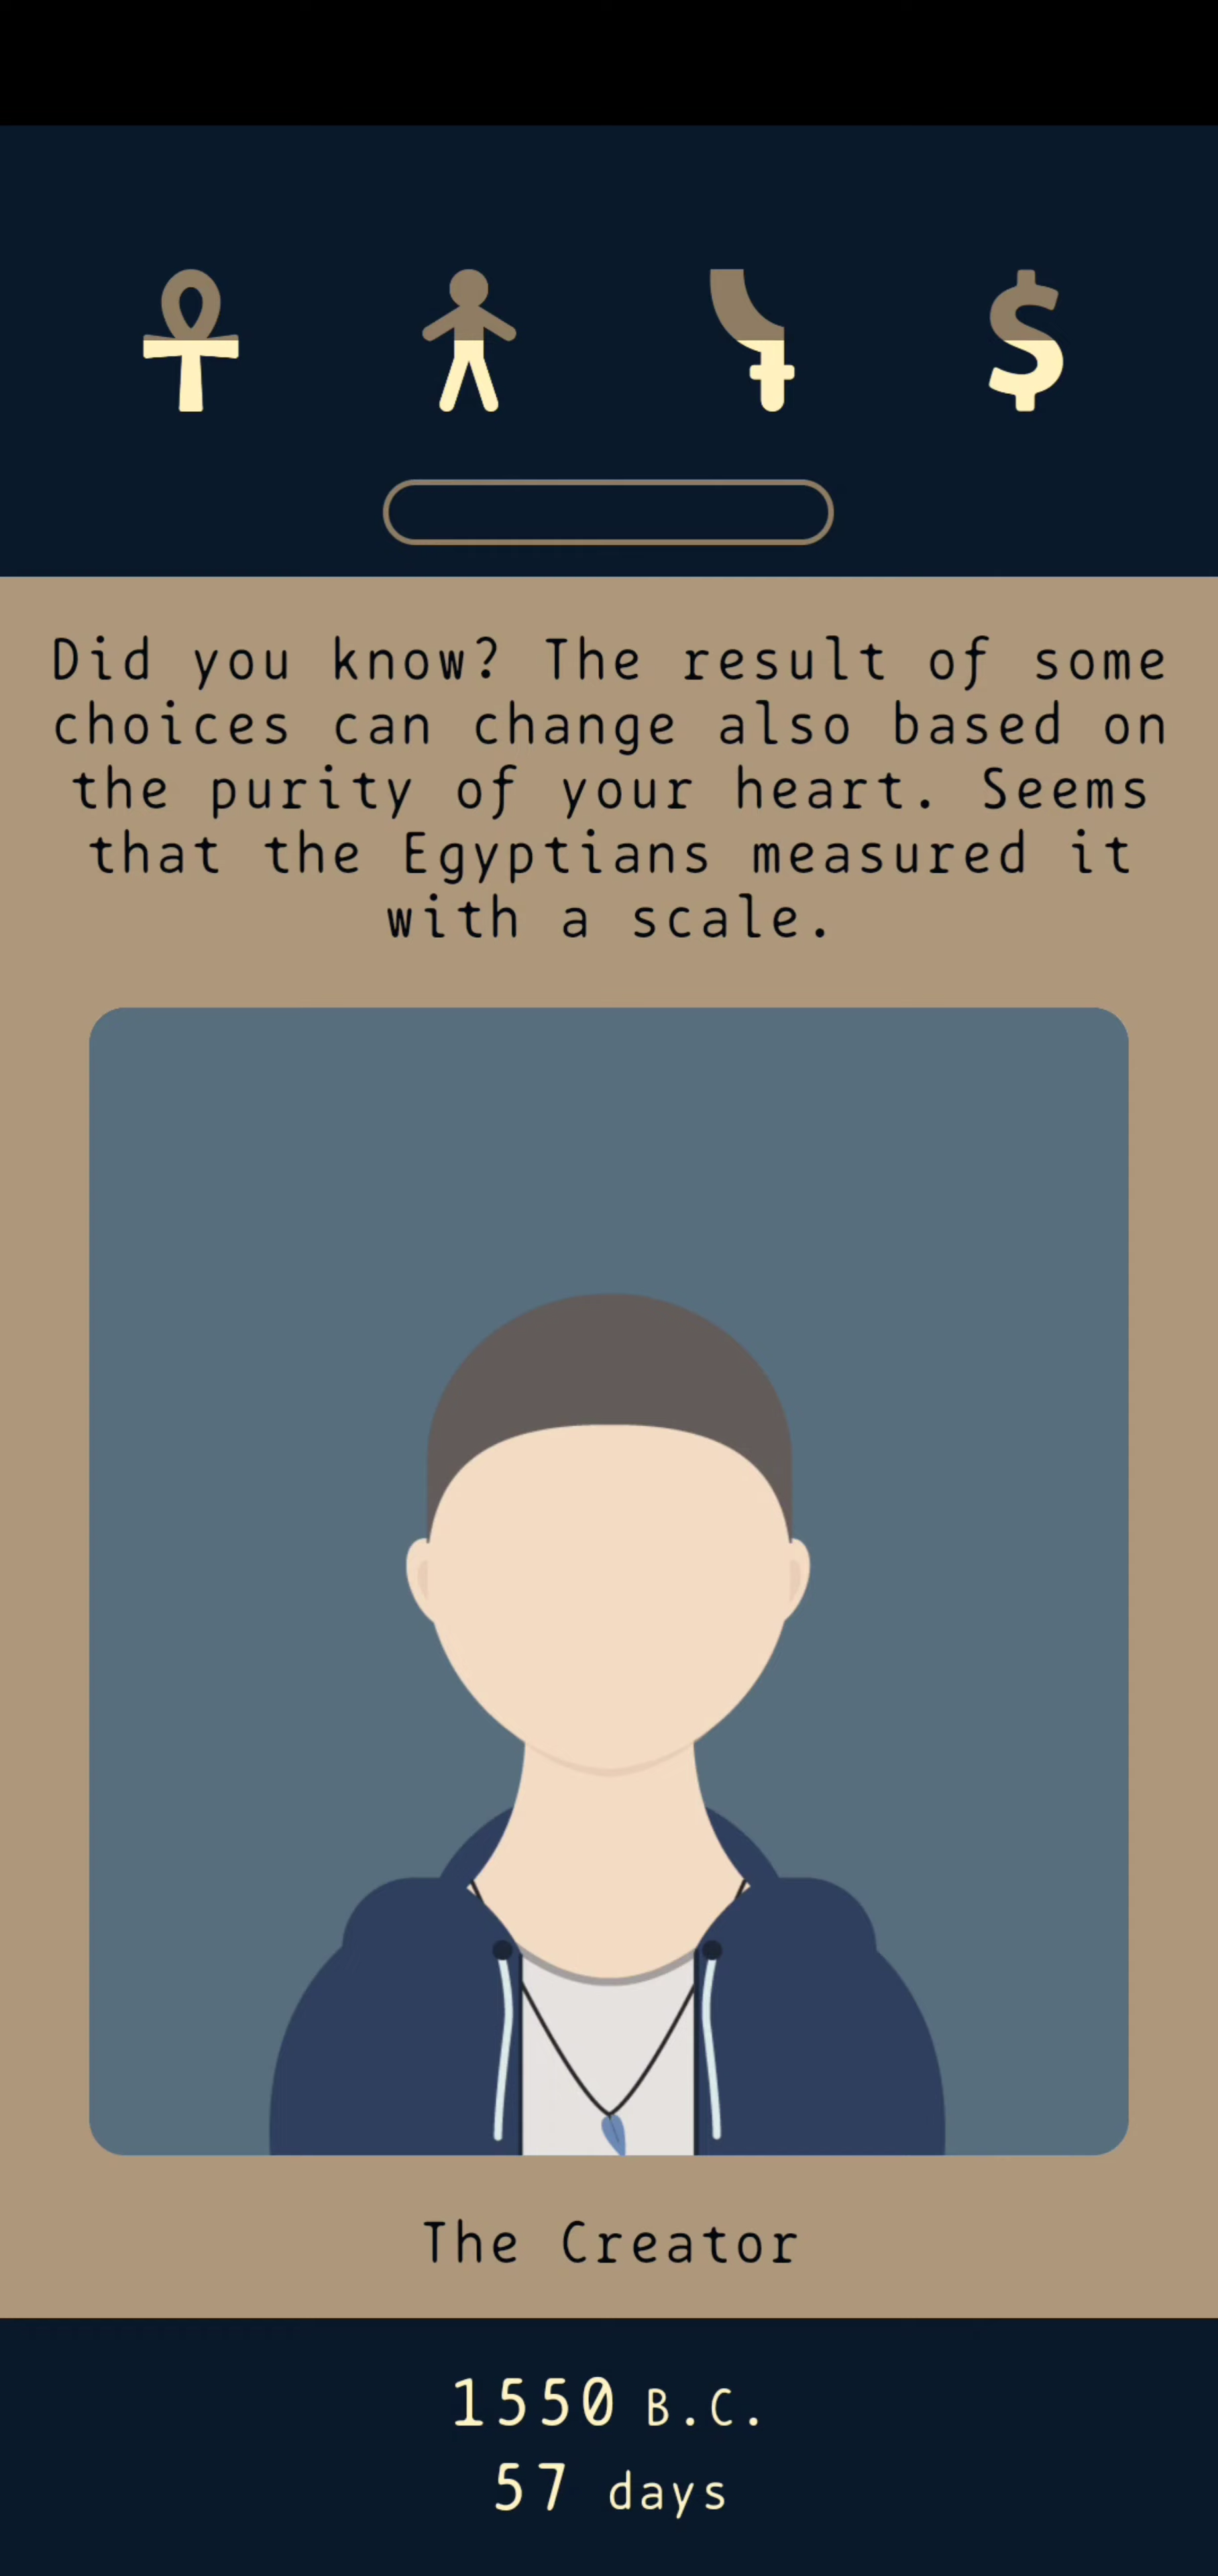 Did you know? The result of some
choices can change also based on
the purity of your heart. Seems
that the Egyptians measured it
with a scale.
The Creator
1550 B.C.
57 days